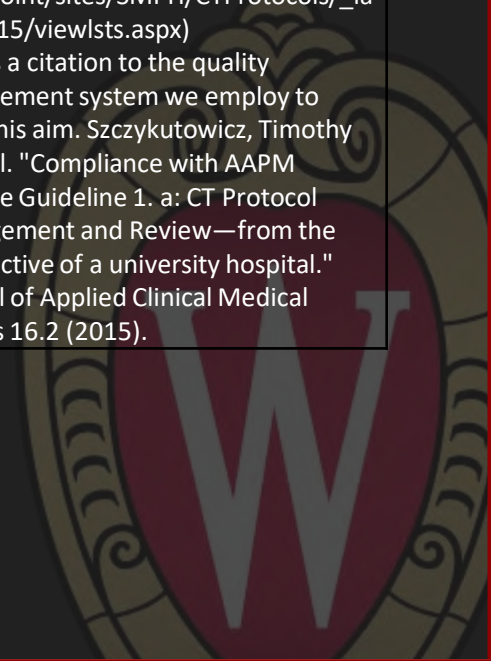 15/viewlsts.aspx)
a citation to the quality
ement system we employ to
his aim. Szczykutowicz, Timothy
l. "Compliance with AAPM
e Guideline 1. a: CT Protocol
gement and Review—from the
ctive of a university hospital."
l of Applied Clinical Medical
s 16.2 (2015).
W